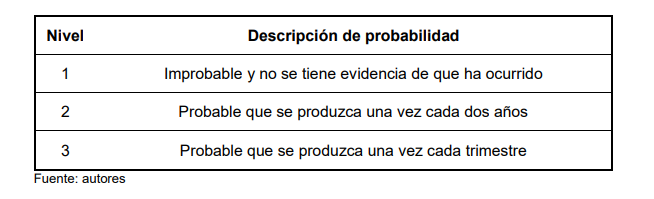 Nivel Descripción de probabilidad
1 Improbable y no se tiene evidencia de que ha ocurrido
2 Probable que se produzca una vez cada dos años
3 Probable que se produzca una vez cada trimestre
Fuente: autores